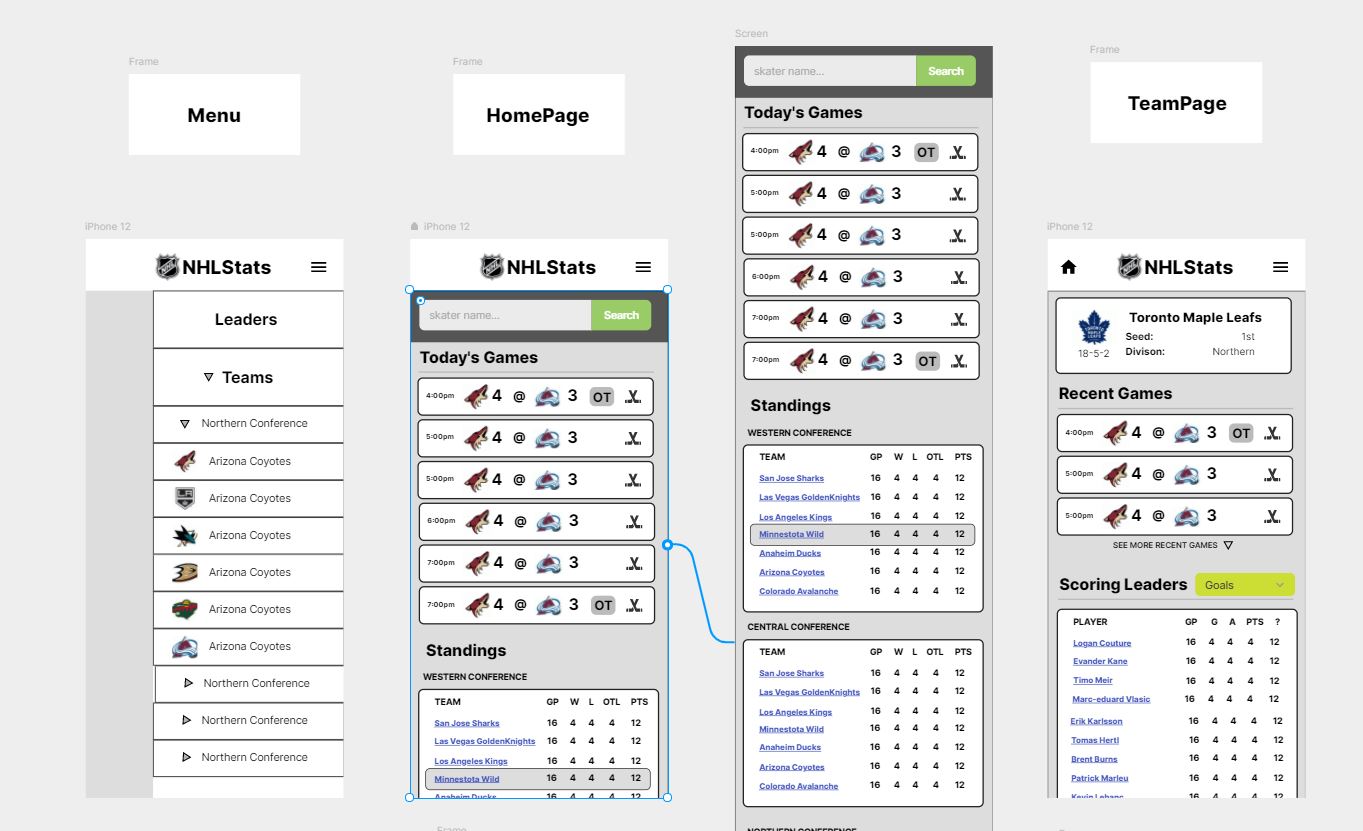 Screen
Frame
Frame
Frame
Menu
HomePage
TeamPage
skater name...
Search
Today's Games
4:00pm 4 @ 3 OT
5:00pm 4 @ 3
5:00pm 4 @ 3
6:00pm 4 @ 3
7:00pm 4 @ 3
7:00pm 4 @ 3 OT
Standings
WESTERN CONFERENCE
TEAM GP W L OTL PTS
San Jose Sharks 16 4 4 4 12
Las Vegas GoldenKnights 16 4 4 4 12
Los Angeles Kings 16 4 4 4 12
Minnestota Wild 16 4 4 4 12
Anaheim Ducks 16 4 4 4 12
Arizona Coyotes 16 4 4 4 12
Colorado Avalanche 16 4 4 4 12
CENTRAL CONFERENCE
TEAM GP W L OTL PTS
San Jose Sharks 16 4 4 4 12
Las Vegas GoldenKnights 16 4 4 4 12
Los Angeles Kings 16 4 4 4 12
Minnestota Wild 16 4 4 4 12
Anaheim Ducks 16 4 4 4 12
Arizona Coyotes 16 4 4 4 12
Colorado Avalanche 16 4 4 4 12
NORTHERN CONFERENCE
iPhone 12
NHLStats
Leaders
Teams
Northern Conference
Arizona Coyotes
Arizona Coyotes
Arizona Coyotes
Arizona Coyotes
Arizona Coyotes
Arizona Coyotes
Northern Conference
Northern Conference
Northern Conference
iPhone 12
NHLStats
skater name...
Search
Today's Games
4:00pm 4 @ 3 OT
5:00pm 4 @ 3
5:00pm 4 @ 3
6:00pm 4 @ 3
7:00pm 4 @ 3
7:00pm 4 @ 3 OT
Standings
WESTERN CONFERENCE
TEAM GP W L OTL PTS
San Jose Sharks 16 4 4 4 12
Las Vegas GoldenKnights 16 4 4 4 12
Los Angeles Kings 16 4 4 4 12
Minnestota Wild 16 4 4 4 12
Anaheim Ducks 16 4 4 4 12
Frame
iPhone 12
NHLStats
Toronto Maple Leafs
Seed: 1st
18-5-2 Divison: Northern
Recent Games
4:00pm 4 @ 3 OT
5:00pm 4 @ 3
5:00pm 4 @ 3
SEE MORE RECENT GAMES
Scoring Leaders Goals
PLAYER GP G A PTS ?
Logan Couture 16 4 4 4 12
Evander Kane 16 4 4 4 12
Timo Meir 16 4 4 4 12
Marc-eduard Vlasic 16 4 4 4 12
Erik Karlsson 16 4 4 4 12
Tomas Hertl 16 4 4 4 12
Brent Burns 16 4 4 4 12
Patrick Marleu 16 4 4 4 12
Kevin Lebanc 16 4 4 4 12